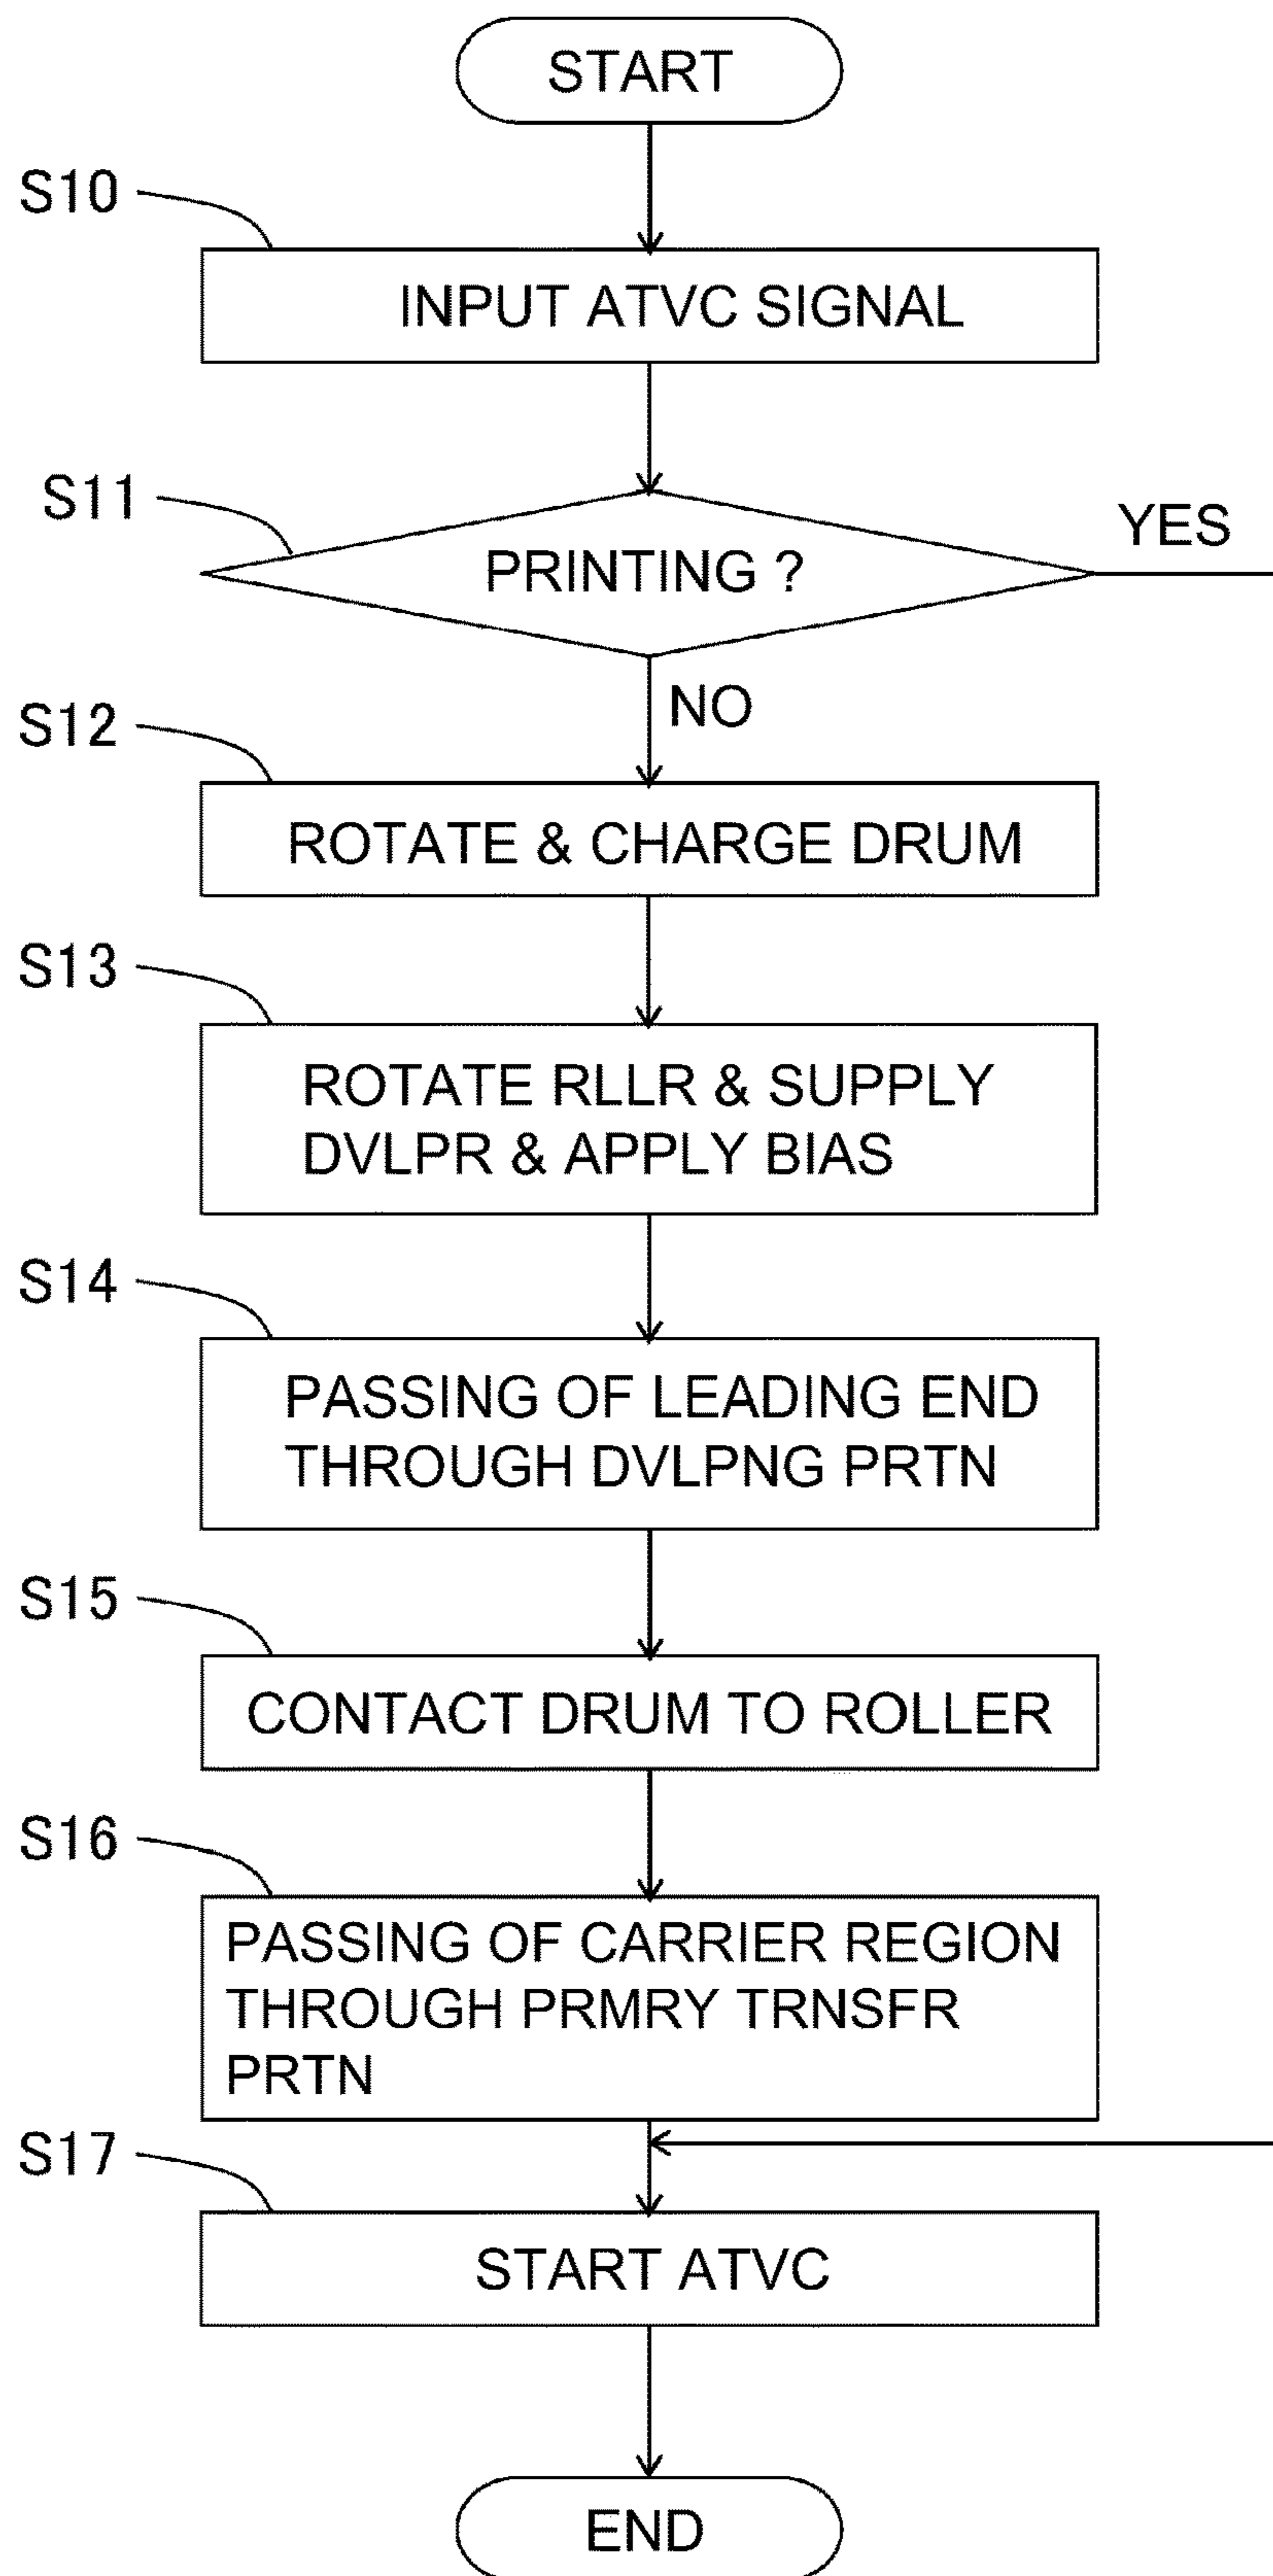 START
S10
INPUT ATVC SIGNAL
S11
PRINTING ?
YES
NO
S12
ROTATE & CHARGE DRUM
S13
ROTATE RLLR & SUPPLY
DVLPR & APPLY BIAS
S14
PASSING OF LEADING END
THROUGH DVLPNG PRTN
S15
CONTACT DRUM TO ROLLER
S16
PASSING OF CARRIER REGION
THROUGH PRMRY TRNSFR
PRTN
S17
START ATVC
END